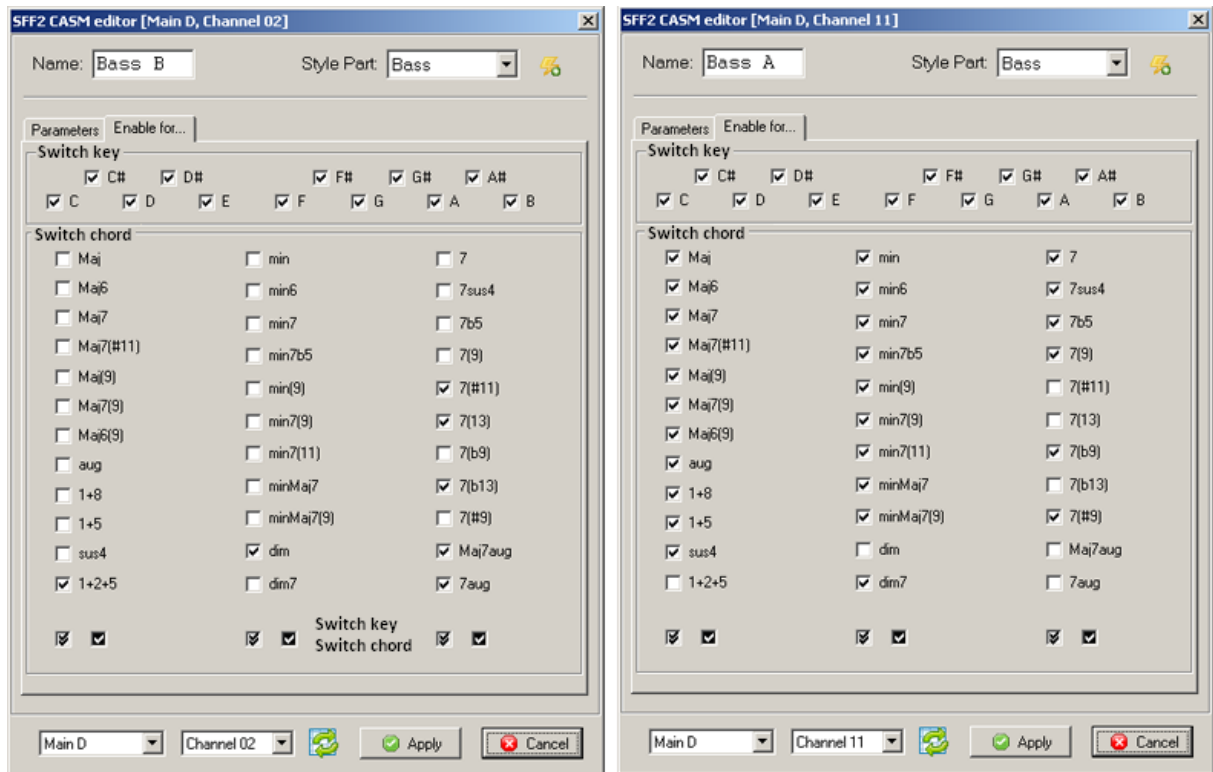 SFF2 CASM editor [Main D, Channel 02]
Name: Bass B Style Part: Bass
Parameters Enable for...
Switch key
C# D# F# G# A#
C D E F G A B
Switch chord
Maj min 7
Maj6 min6 7sus4
Maj7 min7 7b5
Maj7(#11) min7b5 7(9)
Maj(9) min(9) 7(#11)
Maj7(9) min7(9) 7(13)
Maj6(9) min7(11) 7(b9)
aug minMaj7 7(b13)
1+8 minMaj7(9) 7(#9)
1+5 dim Maj7aug
sus4 dim7 7aug
1+2+5
Switch key
Switch chord
Main D Channel 02 Apply Cancel
SFF2 CASM editor [Main D, Channel 11]
Name: Bass A Style Part: Bass
Parameters Enable for...
Switch key
C# D# F# G# A#
C D E F G A B
Switch chord
Maj min 7
Maj6 min6 7sus4
Maj7 min7 7b5
Maj7(#11) min7b5 7(9)
Maj(9) min(9) 7(#11)
Maj7(9) min7(9) 7(13)
Maj6(9) min7(11) 7(b9)
aug minMaj7 7(b13)
1+8 minMaj7(9) 7(#9)
1+5 dim Maj7aug
sus4 dim7 7aug
1+2+5
Main D Channel 11 Apply Cancel